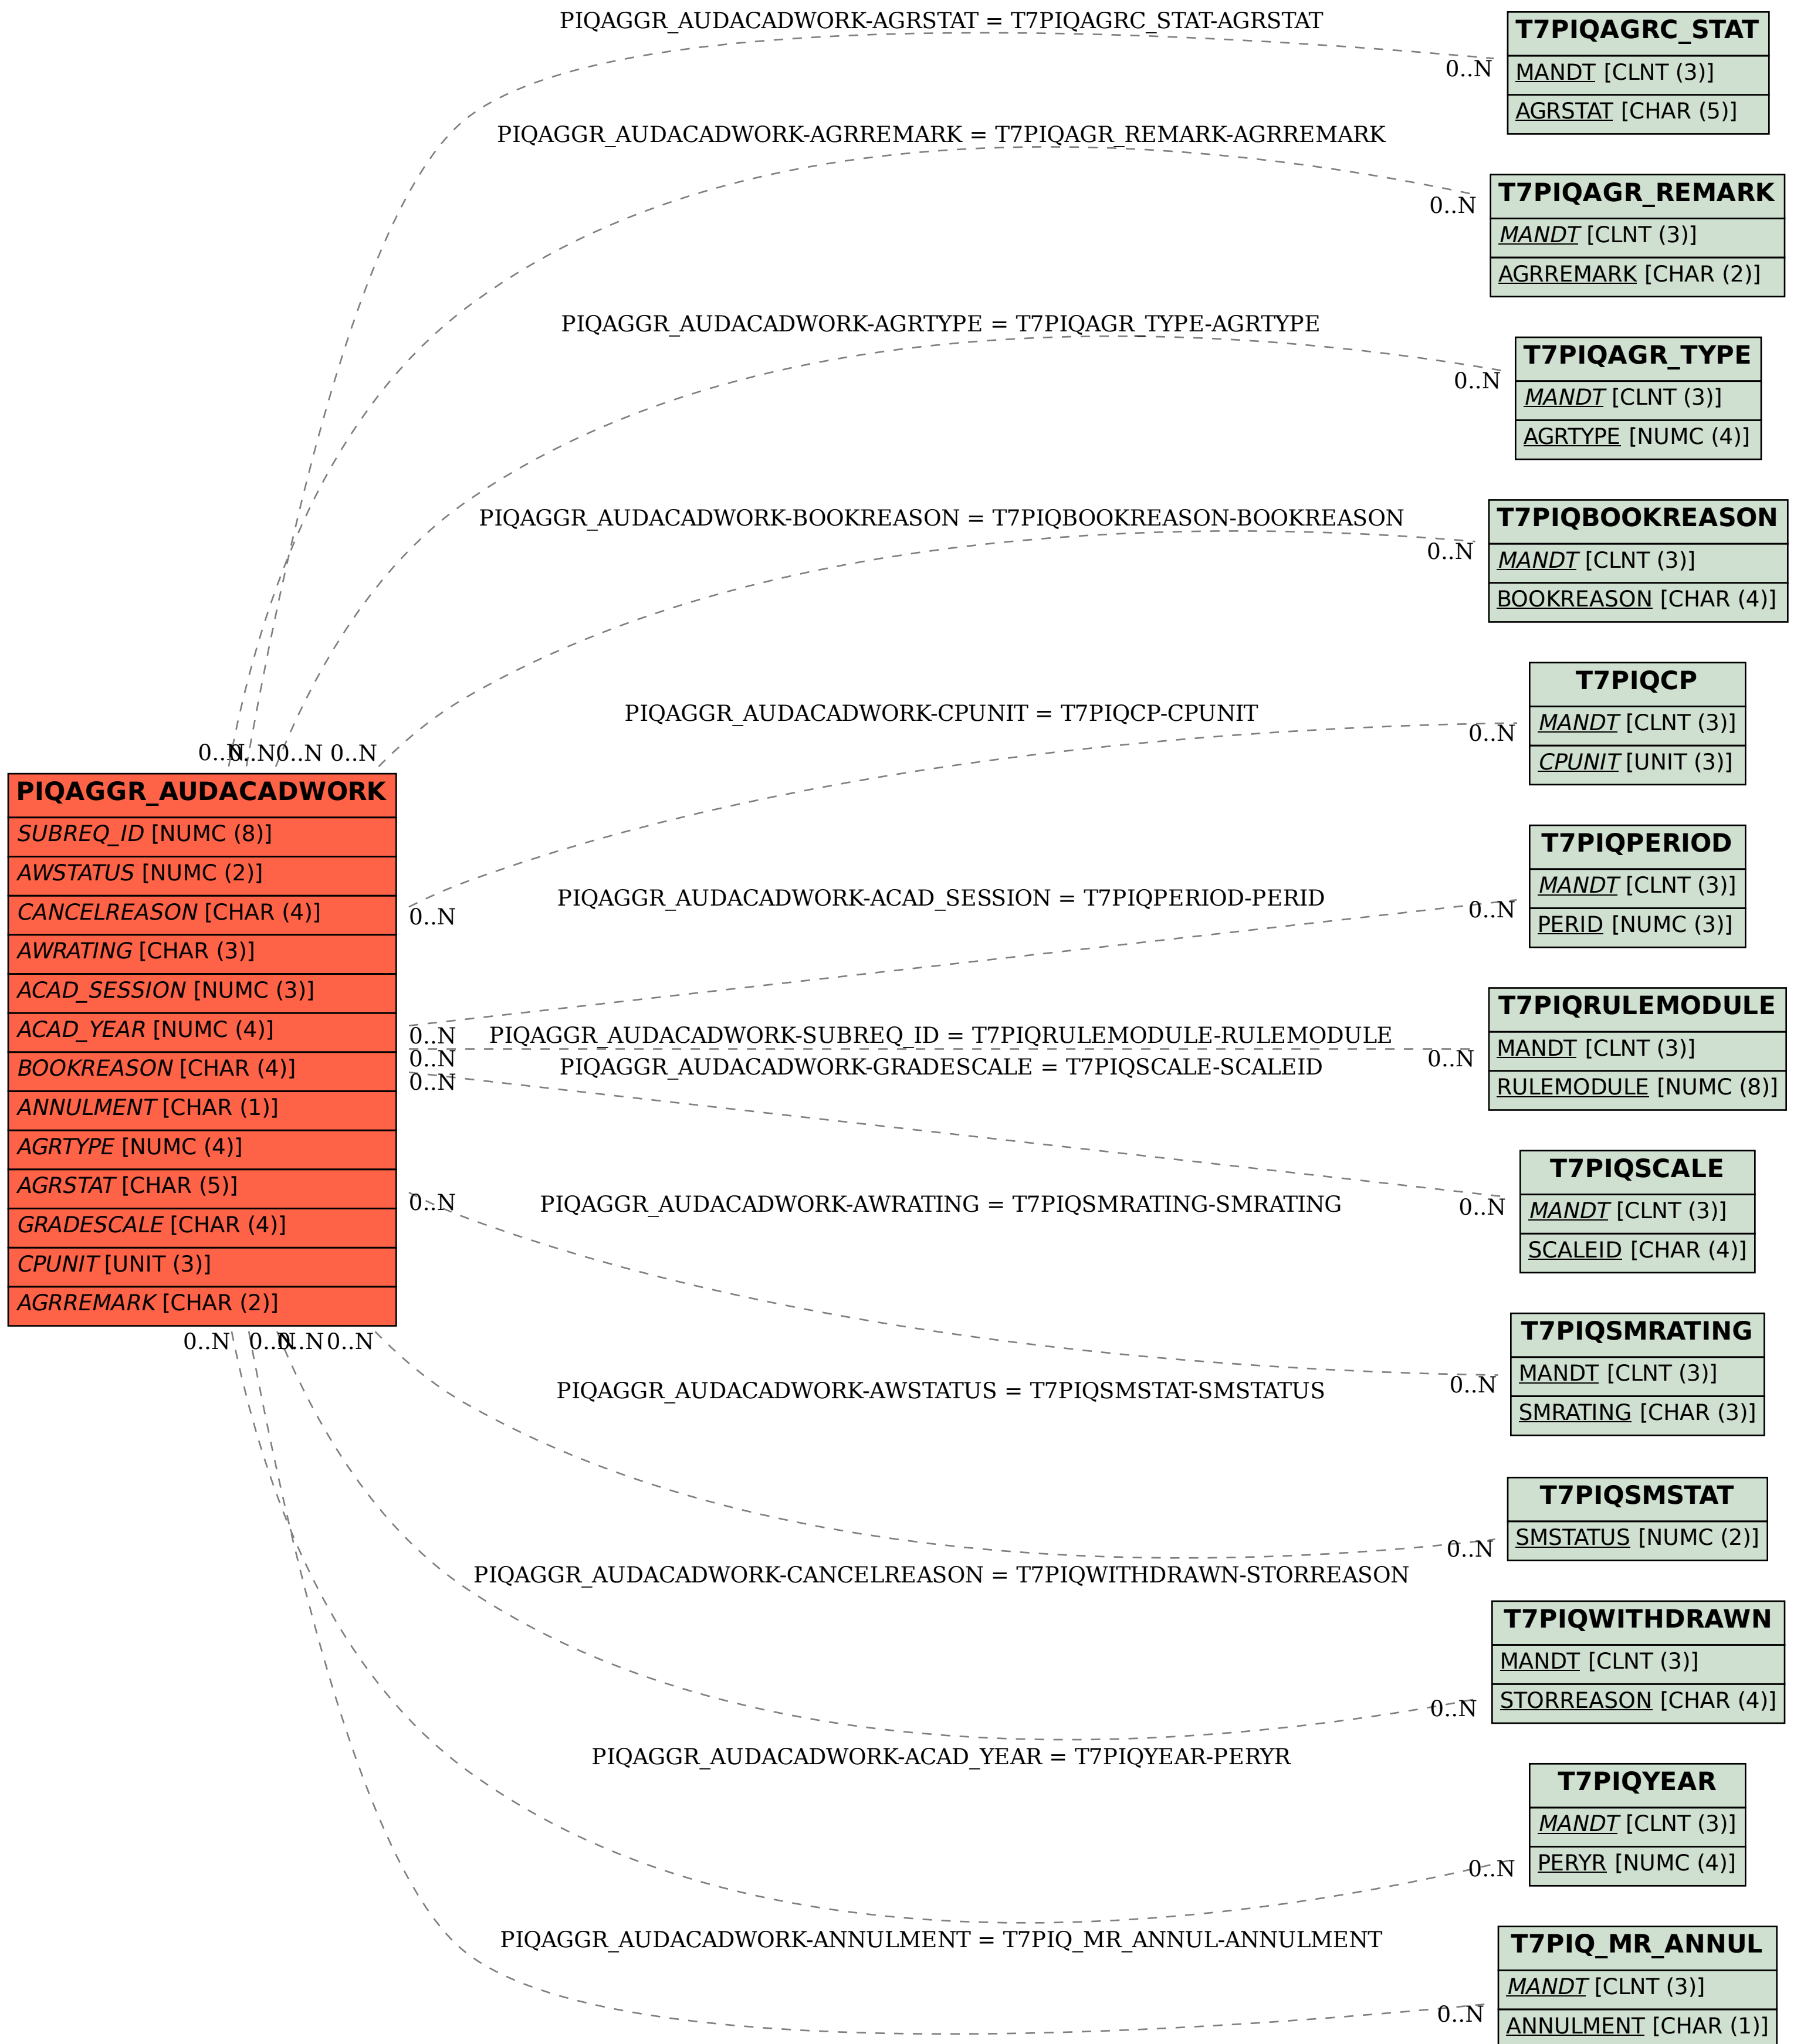 PIQAGGR_AUDACADWORK-AGRSTAT = T7PIQAGRC_STAT-AGRSTAT
0..N
T7PIQAGRC_STAT
MANDT [CLNT (3)]
AGRSTAT [CHAR (5)]
PIQAGGR_AUDACADWORK-AGRREMARK = T7PIQAGR_REMARK-AGRREMARK
0..N
T7PIQAGR_REMARK
MANDT [CLNT (3)]
AGRREMARK [CHAR (2)]
PIQAGGR_AUDACADWORK-AGRTYPE = T7PIQAGR_TYPE-AGRTYPE
0..N
T7PIQAGR_TYPE
MANDT [CLNT (3)]
AGRTYPE [NUMC (4)]
PIQAGGR_AUDACADWORK-BOOKREASON = T7PIQBOOKREASON-BOOKREASON
0..N
T7PIQBOOKREASON
MANDT [CLNT (3)]
BOOKREASON [CHAR (4)]
PIQAGGR_AUDACADWORK-CPUNIT = T7PIQCP-CPUNIT
0..N
T7PIQCP
MANDT [CLNT (3)]
CPUNIT [UNIT (3)]
0..N 0..N 0..N 0..N
PIQAGGR_AUDACADWORK
SUBREQ_ID [NUMC (8)]
AWSTATUS [NUMC (2)]
CANCELREASON [CHAR (4)]
AWRATING [CHAR (3)]
ACAD_SESSION [NUMC (3)]
ACAD_YEAR [NUMC (4)]
BOOKREASON [CHAR (4)]
ANNULMENT [CHAR (1)]
AGRTYPE [NUMC (4)]
AGRSTAT [CHAR (5)]
GRADESCALE [CHAR (4)]
CPUNIT [UNIT (3)]
AGRREMARK [CHAR (2)]
0..N
0..N
0..N
0..N
0..N
0..N 0..N 0..N 0..N
PIQAGGR_AUDACADWORK-ACAD_SESSION = T7PIQPERIOD-PERID
0..N
T7PIQPERIOD
MANDT [CLNT (3)]
PERID [NUMC (3)]
PIQAGGR_AUDACADWORK-SUBREQ_ID = T7PIQRULEMODULE-RULEMODULE
0..N
T7PIQRULEMODULE
MANDT [CLNT (3)]
RULEMODULE [NUMC (8)]
PIQAGGR_AUDACADWORK-GRADESCALE = T7PIQSCALE-SCALEID
0..N
T7PIQSCALE
MANDT [CLNT (3)]
SCALEID [CHAR (4)]
PIQAGGR_AUDACADWORK-AWRATING = T7PIQSMRATING-SMRATING
0..N
T7PIQSMRATING
MANDT [CLNT (3)]
SMRATING [CHAR (3)]
PIQAGGR_AUDACADWORK-AWSTATUS = T7PIQSMSTAT-SMSTATUS
0..N
T7PIQSMSTAT
SMSTATUS [NUMC (2)]
PIQAGGR_AUDACADWORK-CANCELREASON = T7PIQWITHDRAWN-STORREASON
0..N
T7PIQWITHDRAWN
MANDT [CLNT (3)]
STORREASON [CHAR (4)]
PIQAGGR_AUDACADWORK-ACAD_YEAR = T7PIQYEAR-PERYR
0..N
T7PIQYEAR
MANDT [CLNT (3)]
PERYR [NUMC (4)]
PIQAGGR_AUDACADWORK-ANNULMENT = T7PIQ_MR_ANNUL-ANNULMENT
0..N
T7PIQ_MR_ANNUL
MANDT [CLNT (3)]
ANNULMENT [CHAR (1)]